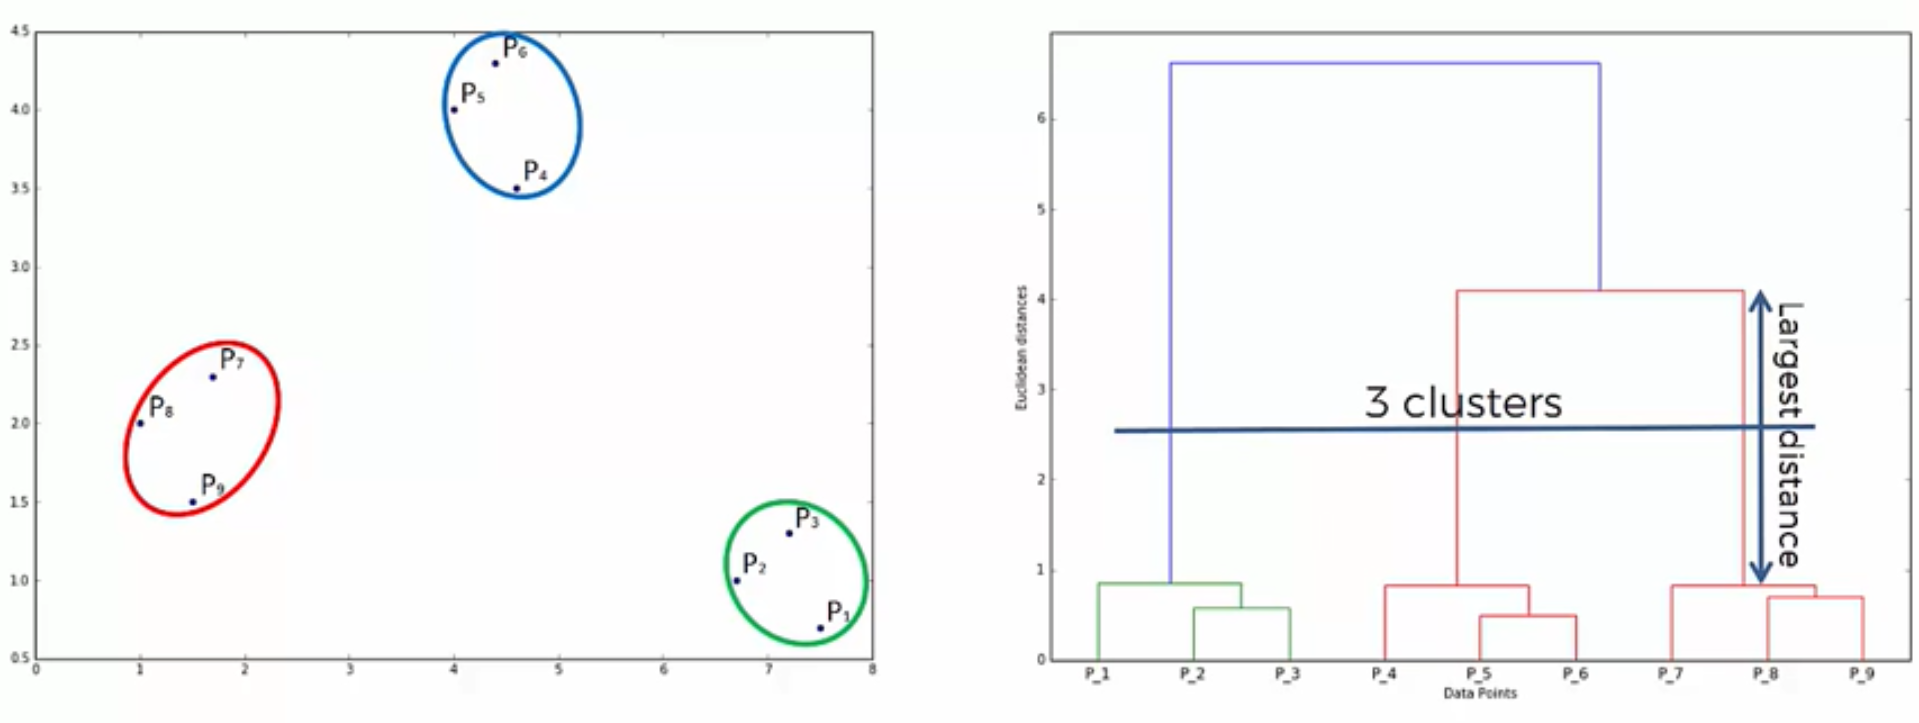 4.5
4.0
3.5
3.0
2.5
2.0
1.5
1.0
0.5
0
1
2
3
4
5
6
7
8
P₆
P₅
P₄
P₇
P₈
P₉
P₃
P₂
P₁
6
5
4
3
2
1
0
Euclidean distances
3 clusters
Largest distance
P_1
P_2
P_3
P_4
P_5
P_6
P_7
P_8
P_9
Data Points